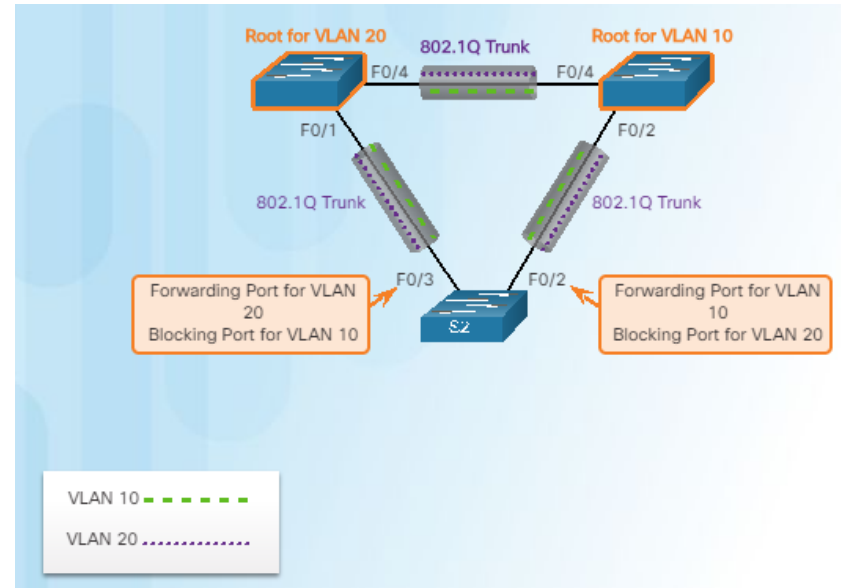 Root for VLAN 20
802.1Q Trunk
Root for VLAN 10
F0/4
F0/4
F0/1
F0/2
802.1Q Trunk
802.1Q Trunk
F0/3
F0/2
Forwarding Port for VLAN
20
Blocking Port for VLAN 10
Forwarding Port for VLAN
10
Blocking Port for VLAN 20
S2
VLAN 10
VLAN 20